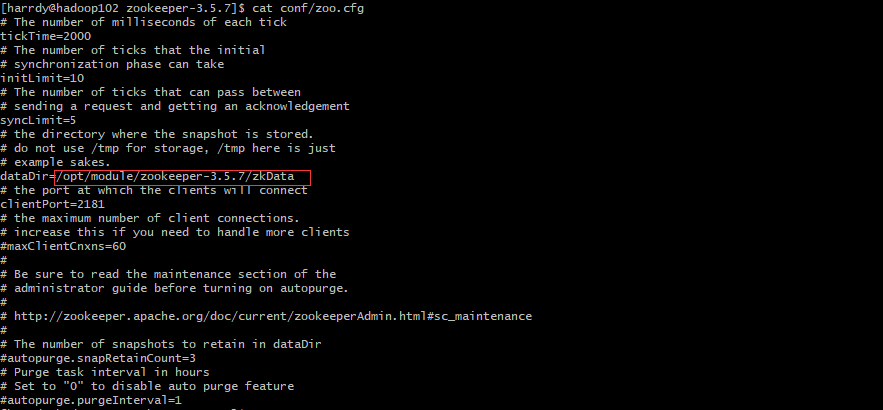 [harrdy@hadoop102 zookeeper-3.5.7]$ cat conf/zoo.cfg
# The number of milliseconds of each tick
tickTime=2000
# The number of ticks that the initial
# synchronization phase can take
initLimit=10
# The number of ticks that can pass between
# sending a request and getting an acknowledgement
syncLimit=5
# the directory where the snapshot is stored.
# do not use /tmp for storage, /tmp here is just
# example sakes.
dataDir=/opt/module/zookeeper-3.5.7/zkData
# the port at which the clients will connect
clientPort=2181
# the maximum number of client connections.
# increase this if you need to handle more clients
#maxClientCnxns=60
#
# Be sure to read the maintenance section of the
# administrator guide before turning on autopurge.
#
# http://zookeeper.apache.org/doc/current/zookeeperAdmin.html#sc_maintenance
#
# The number of snapshots to retain in dataDir
#autopurge.snapRetainCount=3
# Purge task interval in hours
# Set to "0" to disable auto purge feature
#autopurge.purgeInterval=1